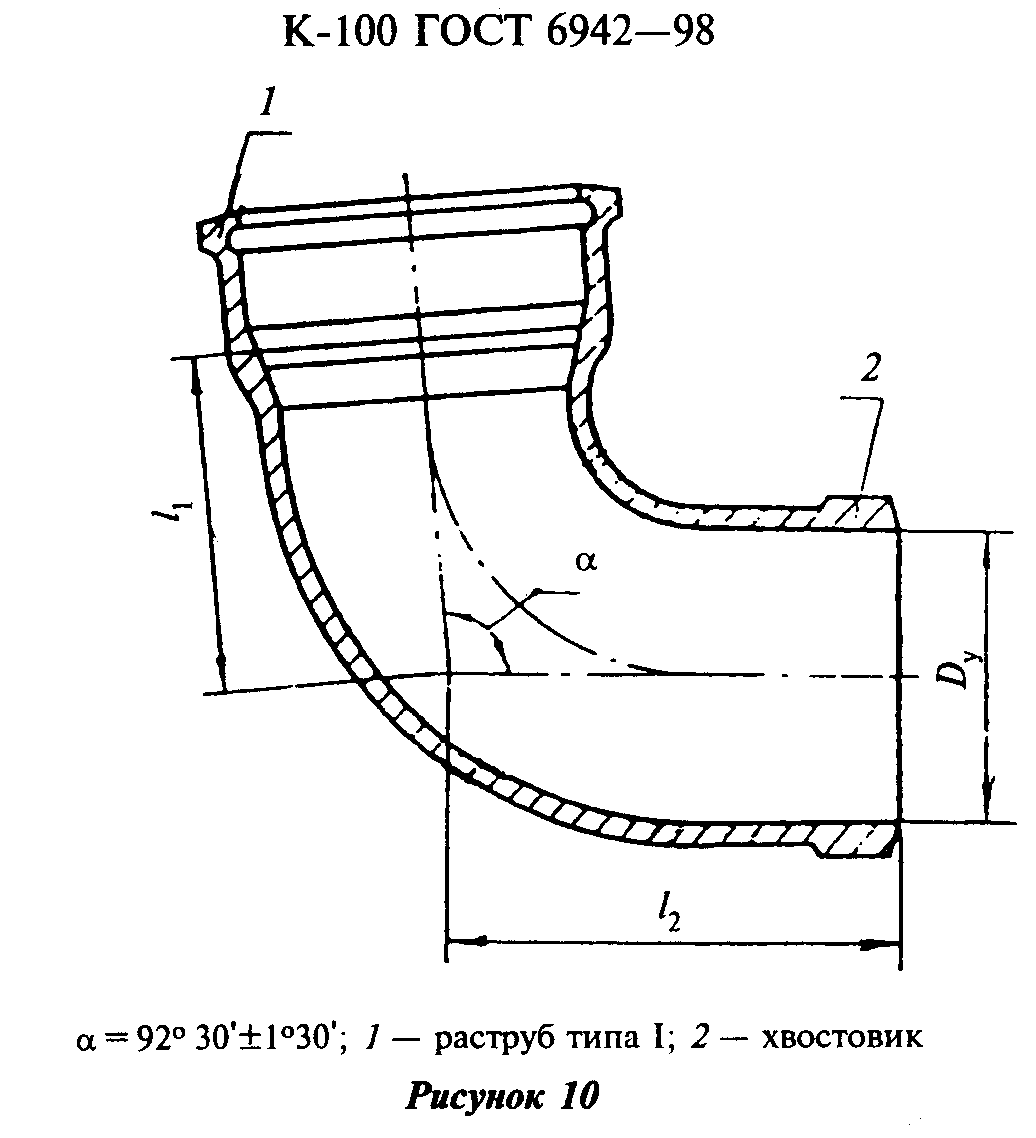 К-100 ГОСТ 6942—98
1
2
l₁
α
Dу
l₂
α = 92° 30'±1°30'; 1 — раструб типа I; 2 — хвостовик
Рисунок 10